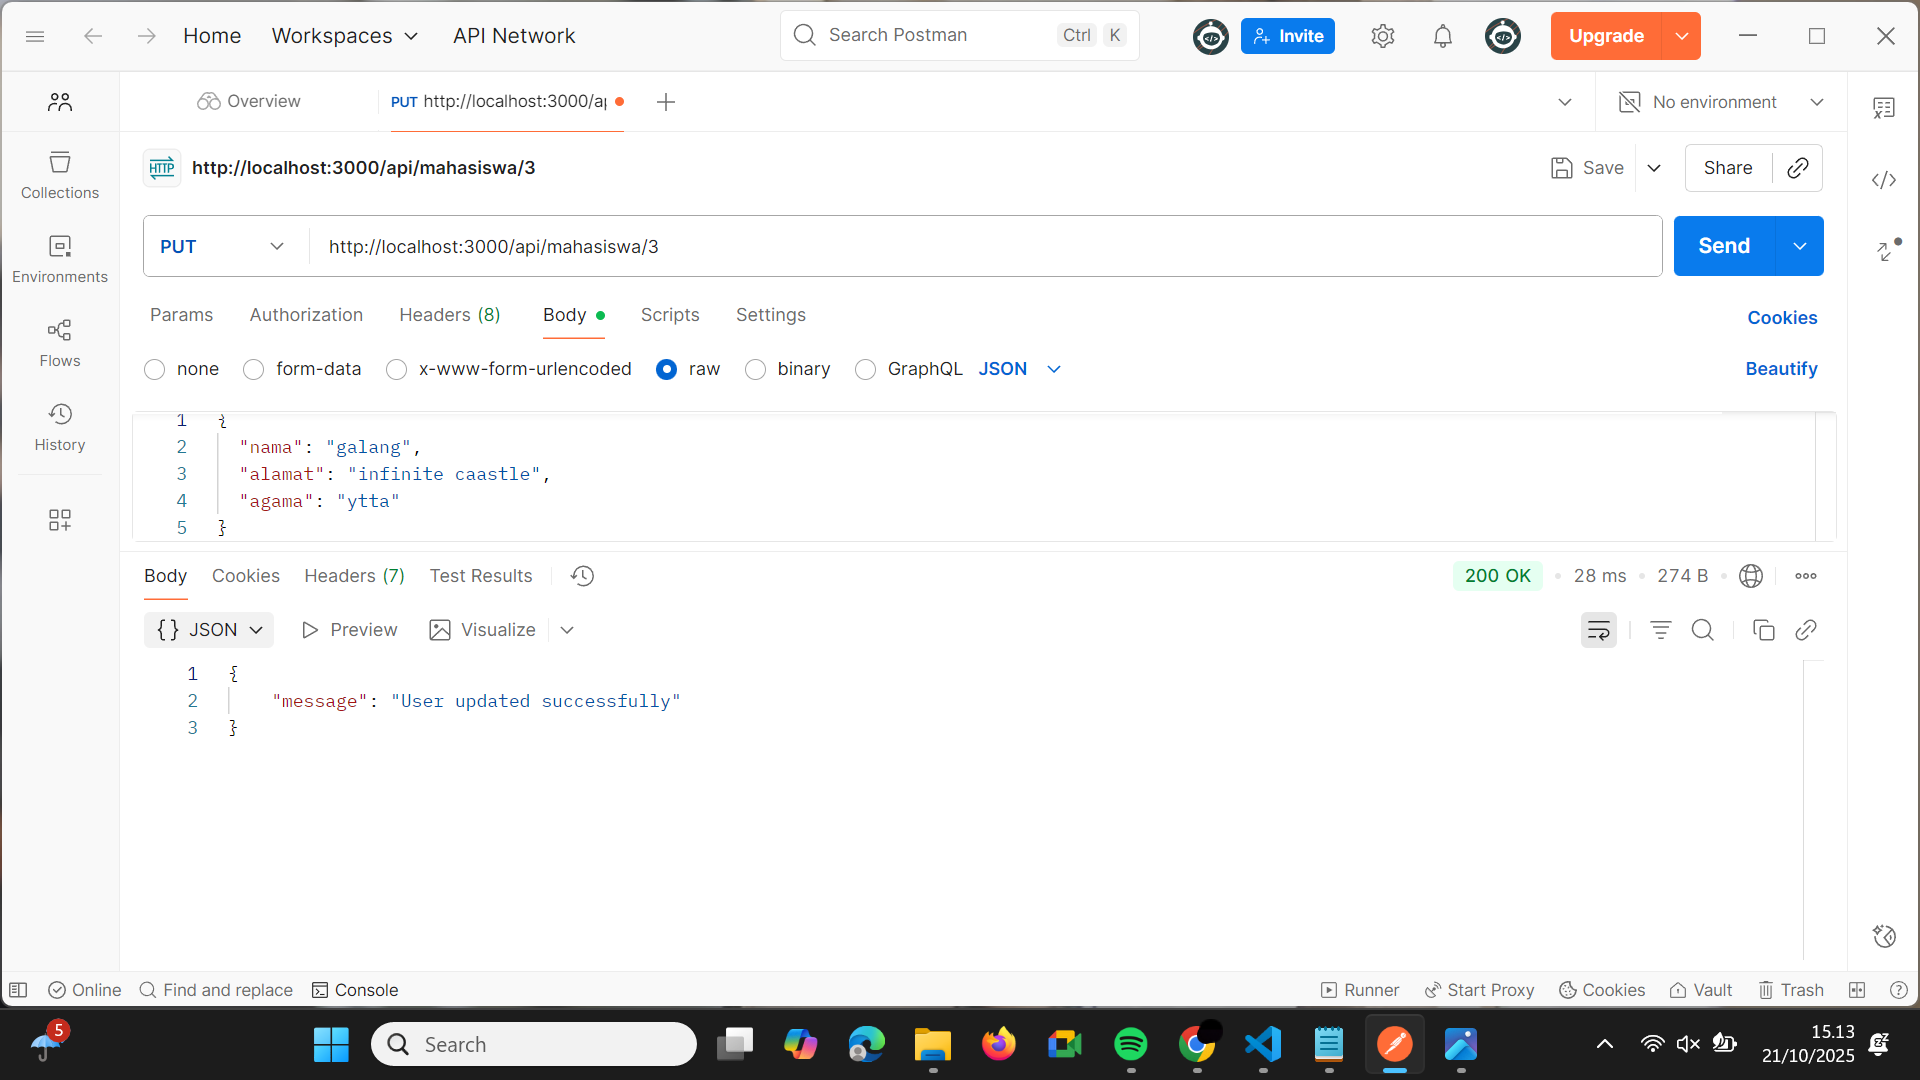 Home Workspaces API Network Search Postman Ctrl K Invite Upgrade
Overview PUT http://localhost:3000/ap No environment
HTTP http://localhost:3000/api/mahasiswa/3 Save Share
PUT http://localhost:3000/api/mahasiswa/3 Send
Params Authorization Headers (8) Body Scripts Settings Cookies
none form-data x-www-form-urlencoded raw binary GraphQL JSON Beautify
Collections
Environments
Flows
History
1 {
2 "nama": "galang",
3 "alamat": "infinite caastle",
4 "agama": "ytta"
5 }
Body Cookies Headers (7) Test Results 200 OK • 28 ms • 274 B
{} JSON Preview Visualize
1 {
2 "message": "User updated successfully"
3 }
Online Find and replace Console Runner Start Proxy Cookies Vault Trash
5 Search 15.13
21/10/2025